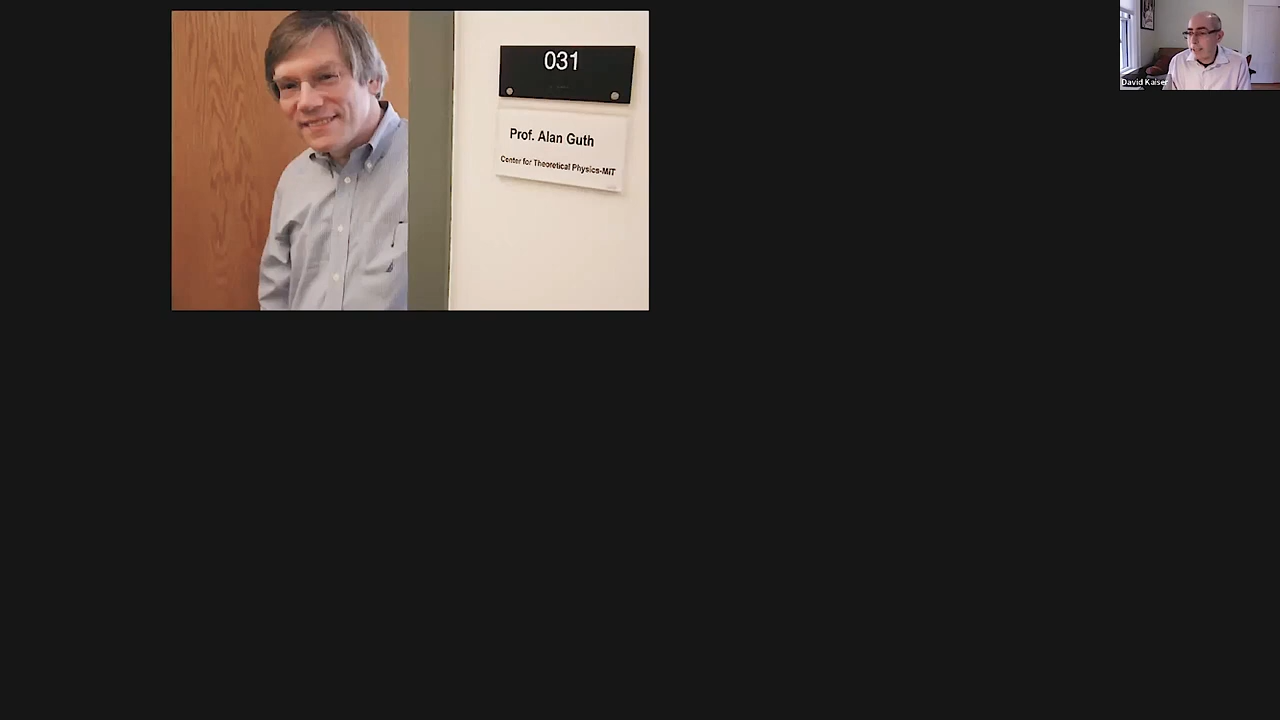 031
Prof. Alan Guth
Center for Theoretical Physics-MIT
David Kaiser